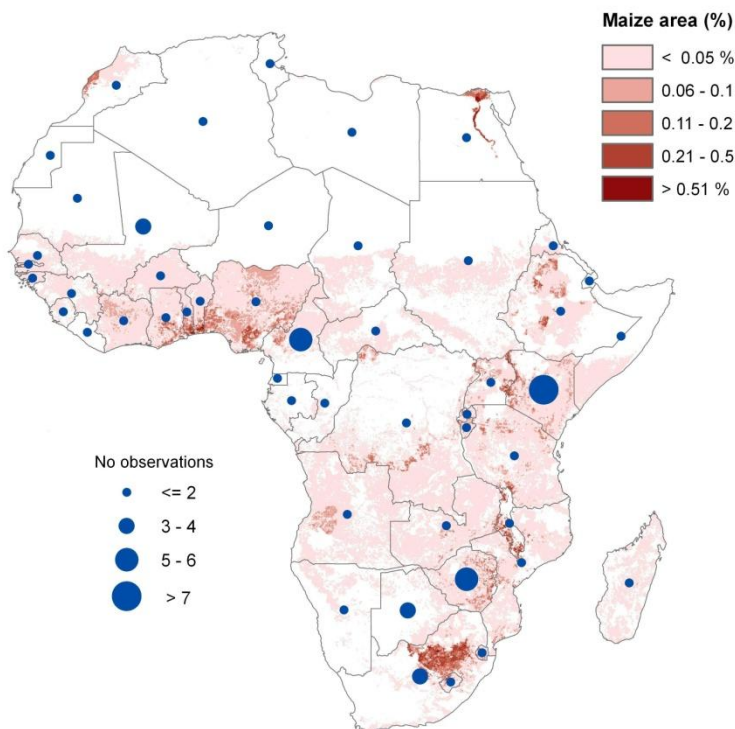 Maize area (%)
< 0.05 %
0.06 - 0.1
0.11 - 0.2
0.21 - 0.5
> 0.51 %
No observations
<= 2
3 - 4
5 - 6
> 7